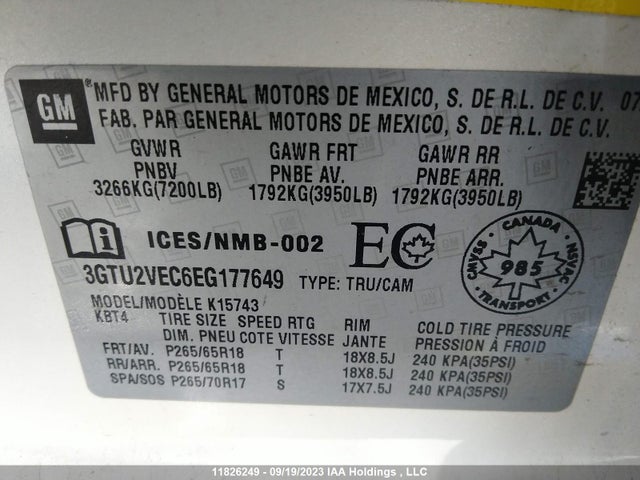 GM ® MFD BY GENERAL MOTORS DE MEXICO, S. DE R.L. DE C.V. 07
FAB. PAR GENERAL MOTORS DE MEXICO, S. DE R.L. DE C.V.
GVWR GAWR FRT GAWR RR
PNBV PNBE AV. PNBE ARR.
3266KG(7200LB) 1792KG(3950LB) 1792KG(3950LB)
i ICES/NMB-002 EC
CANADA CMVSS NSVAC 985 TRANSPORT
3GTU2VEC6EG177649 TYPE: TRU/CAM
MODEL/MODÈLE K15743
KBT4 TIRE SIZE SPEED RTG RIM COLD TIRE PRESSURE
DIM. PNEU COTE VITESSE JANTE PRESSION À FROID
FRT/AV. P265/65R18 T 18X8.5J 240 KPA(35PSI)
RR/ARR. P265/65R18 T 18X8.5J 240 KPA(35PSI)
SPA/SOS P265/70R17 S 17X7.5J 240 KPA(35PSI)
11826249 - 09/19/2023 IAA Holdings , LLC